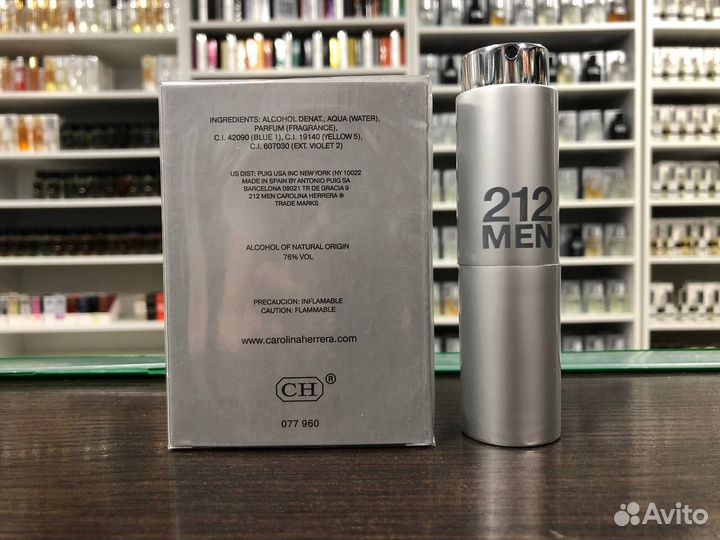 INGREDIENTS: ALCOHOL DENAT., AQUA (WATER),
PARFUM (FRAGRANCE),
C.I. 42090 (BLUE 1), C.I. 19140 (YELLOW 5),
C.I. 607030 (EXT. VIOLET 2)
US DIST: PUIG USA INC NEW YORK (NY 10022
MADE IN SPAIN BY ANTONIO PUIG SA
BARCELONA 08021 TR DE GRACIA 9
212 MEN CAROLINA HERRERA ®
TRADE MARKS
ALCOHOL OF NATURAL ORIGIN
76% VOL
PRECAUCION: INFLAMABLE
CAUTION: FLAMMABLE
www.carolinaherrera.com
CH ®
077 960
212
MEN
Avito